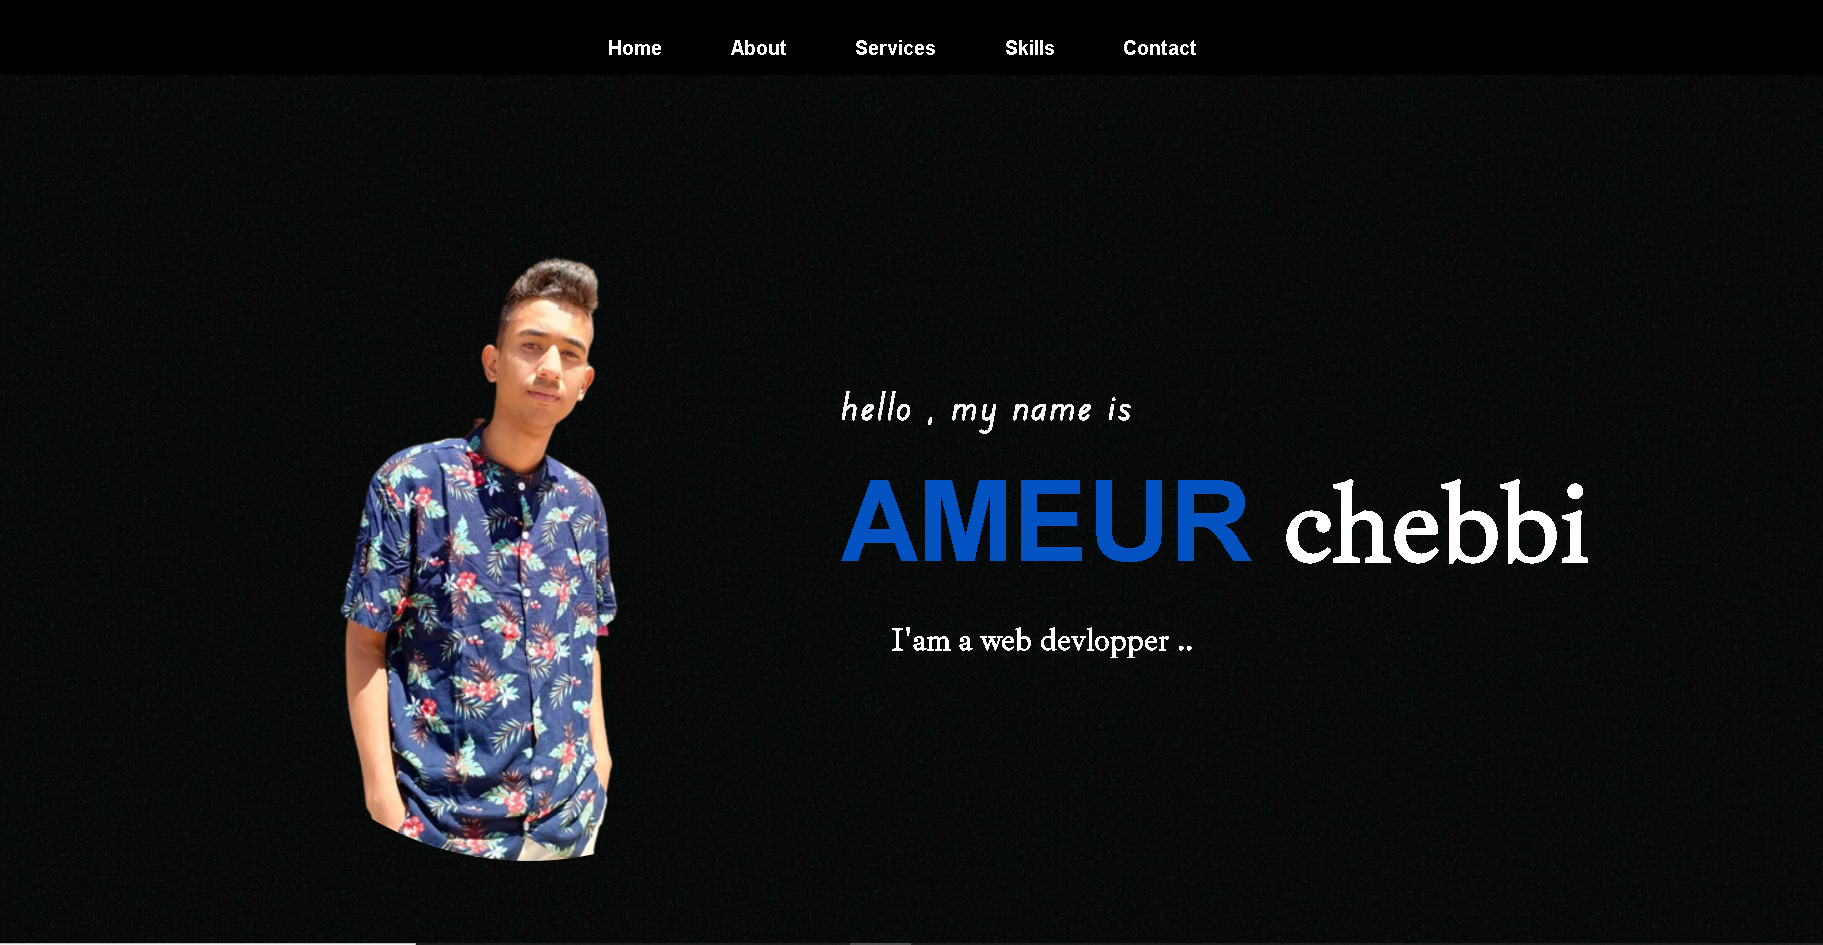 Home About Services Skills Contact
hello , my name is
AMEUR chebbi
I'am a web devlopper ..